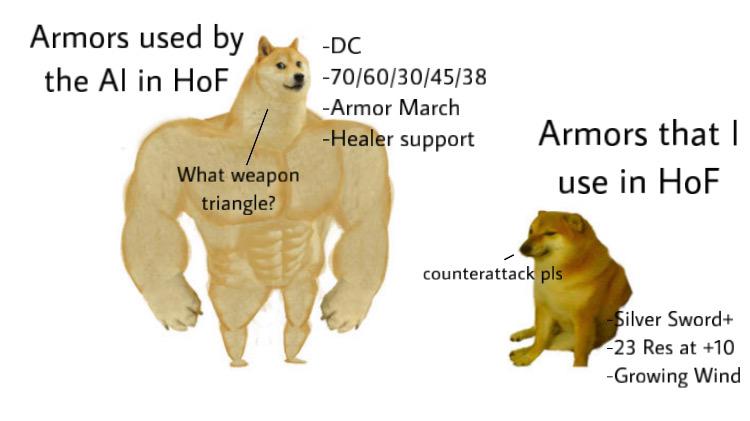 Armors used by
the AI in HoF
-DC
-70/60/30/45/38
-Armor March
-Healer support
What weapon
triangle?
Armors that I
use in HoF
counterattack pls
-Silver Sword+
-23 Res at +10
-Growing Wind